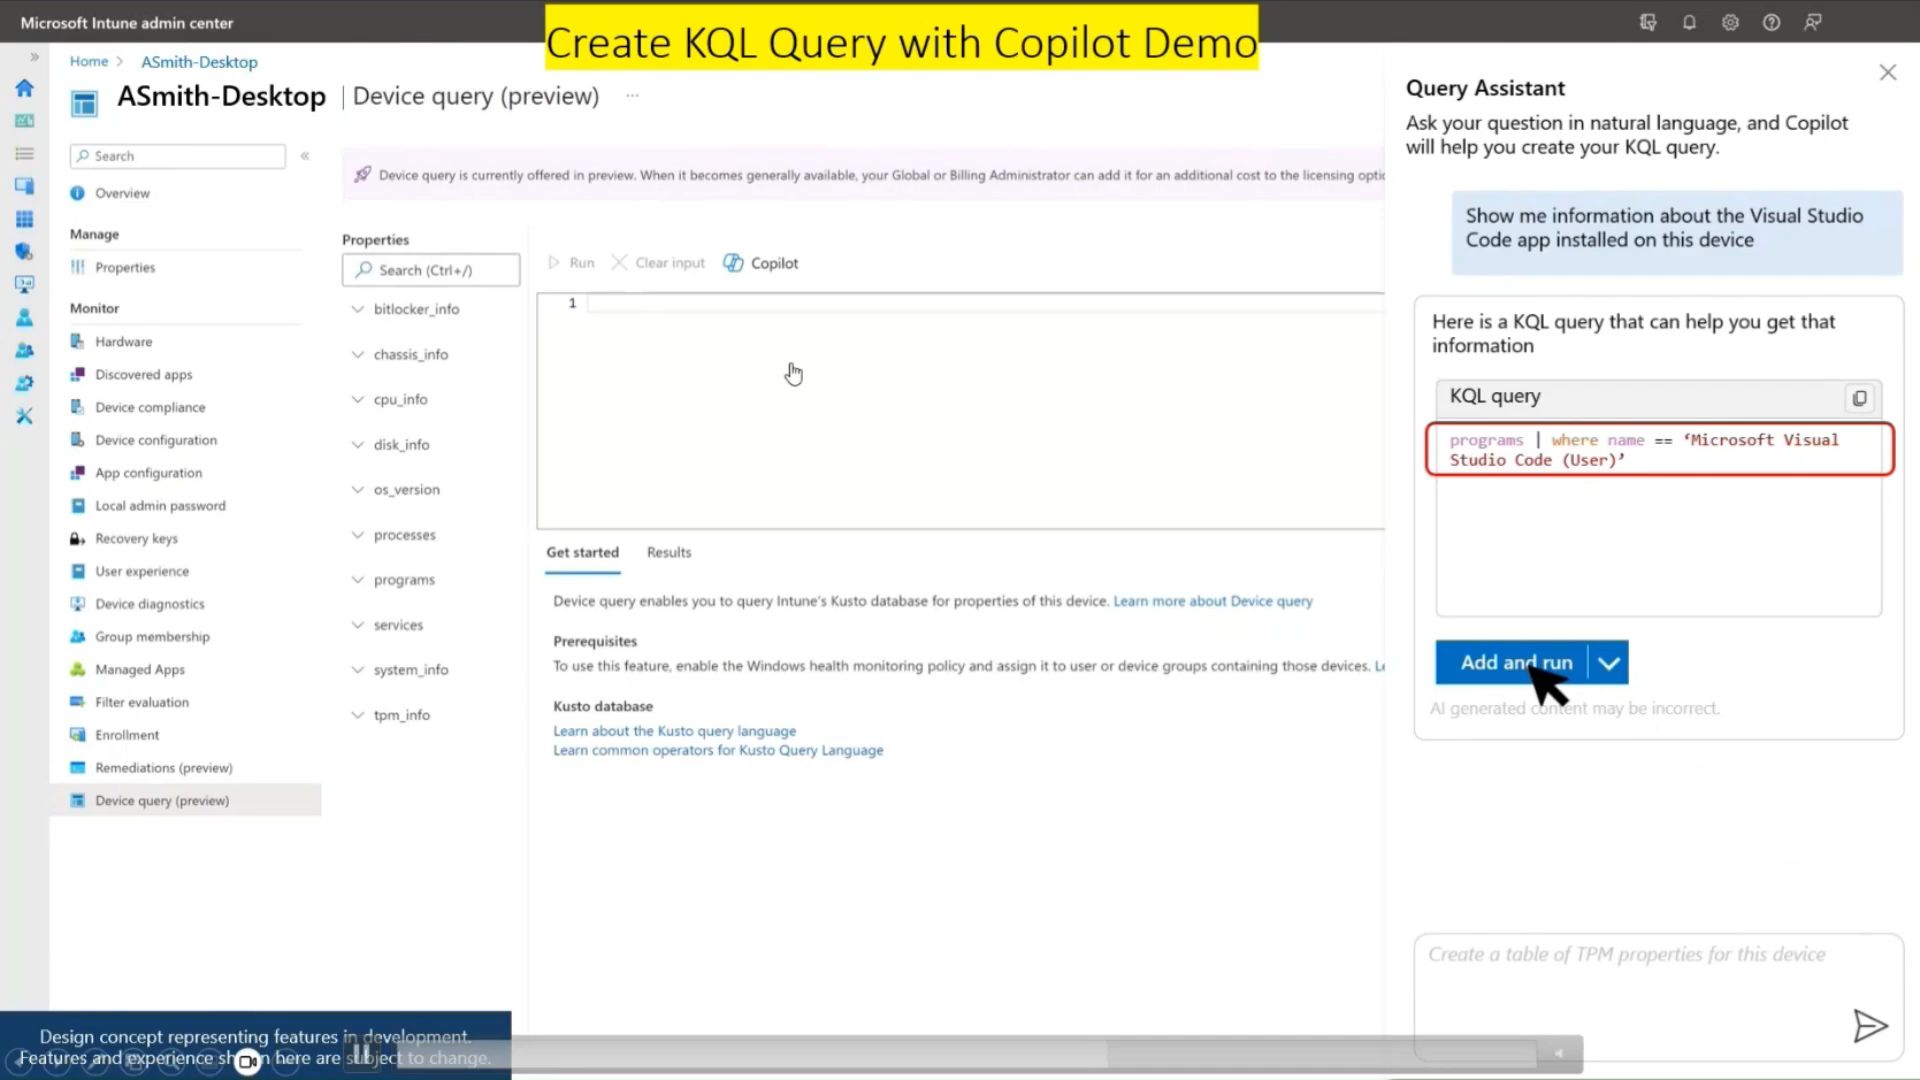 Microsoft Intune admin center
Create KQL Query with Copilot Demo
Home
ASmith-Desktop
ASmith-Desktop | Device query (preview) ...
Search
Overview
Manage
Properties
Monitor
Hardware
Discovered apps
Device compliance
Device configuration
App configuration
Local admin password
Recovery keys
User experience
Device diagnostics
Group membership
Managed Apps
Filter evaluation
Enrollment
Remediations (preview)
Device query (preview)
Device query is currently offered in preview. When it becomes generally available, your Global or Billing Administrator can add it for an additional cost to the licensing optic
Properties
Search (Ctrl+/)
bitlocker_info
chassis_info
cpu_info
disk_info
os_version
processes
programs
services
system_info
tpm_info
Run
Clear input
Copilot
1
Get started
Results
Device query enables you to query Intune's Kusto database for properties of this device. Learn more about Device query
Prerequisites
To use this feature, enable the Windows health monitoring policy and assign it to user or device groups containing those devices. Le
Kusto database
Learn about the Kusto query language
Learn common operators for Kusto Query Language
Query Assistant
Ask your question in natural language, and Copilot
will help you create your KQL query.
Show me information about the Visual Studio
Code app installed on this device
Here is a KQL query that can help you get that
information
KQL query
programs | where name == ‘Microsoft Visual
Studio Code (User)’
Add and run
AI generated content may be incorrect.
Create a table of TPM properties for this device
Design concept representing features in development.
Features and experience shown here are subject to change.